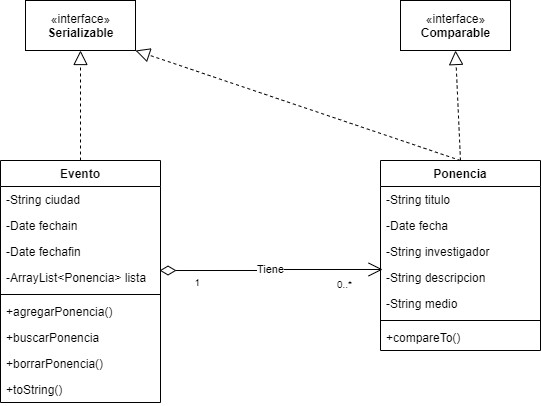 «interface»
Serializable
«interface»
Comparable
Evento
-String ciudad
-Date fechain
-Date fechafin
-ArrayList<Ponencia> lista
+agregarPonencia()
+buscarPonencia
+borrarPonencia()
+toString()
Tiene
1
0..*
Ponencia
-String titulo
-Date fecha
-String investigador
-String descripcion
-String medio
+compareTo()